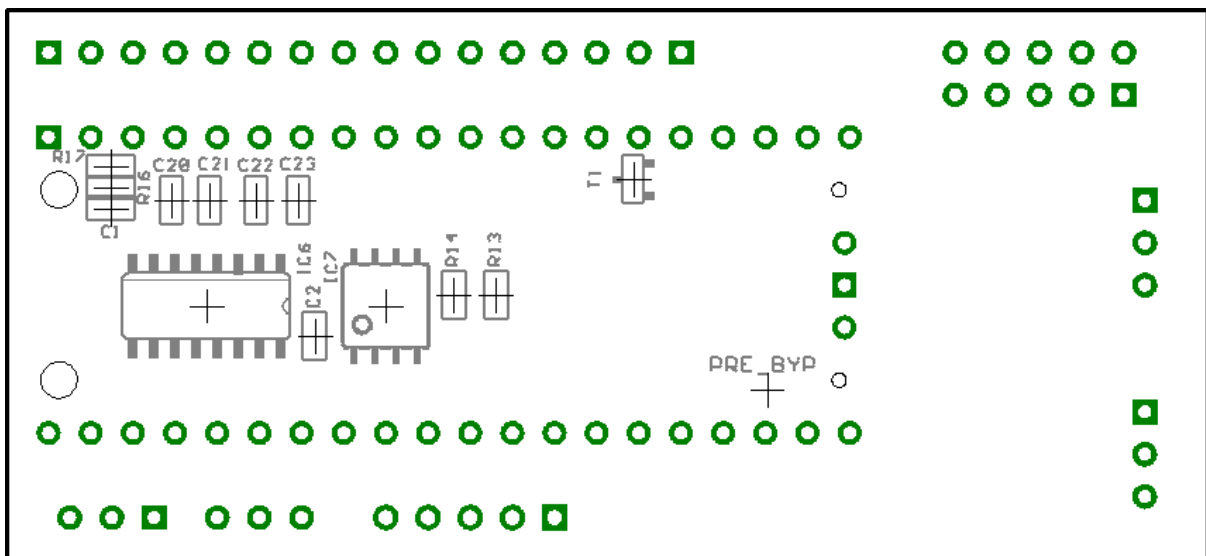 R17
R16
C1
C20
C21
C22
C23
T1
IC6
IC7
C2
R14
R13
PRE_BYP